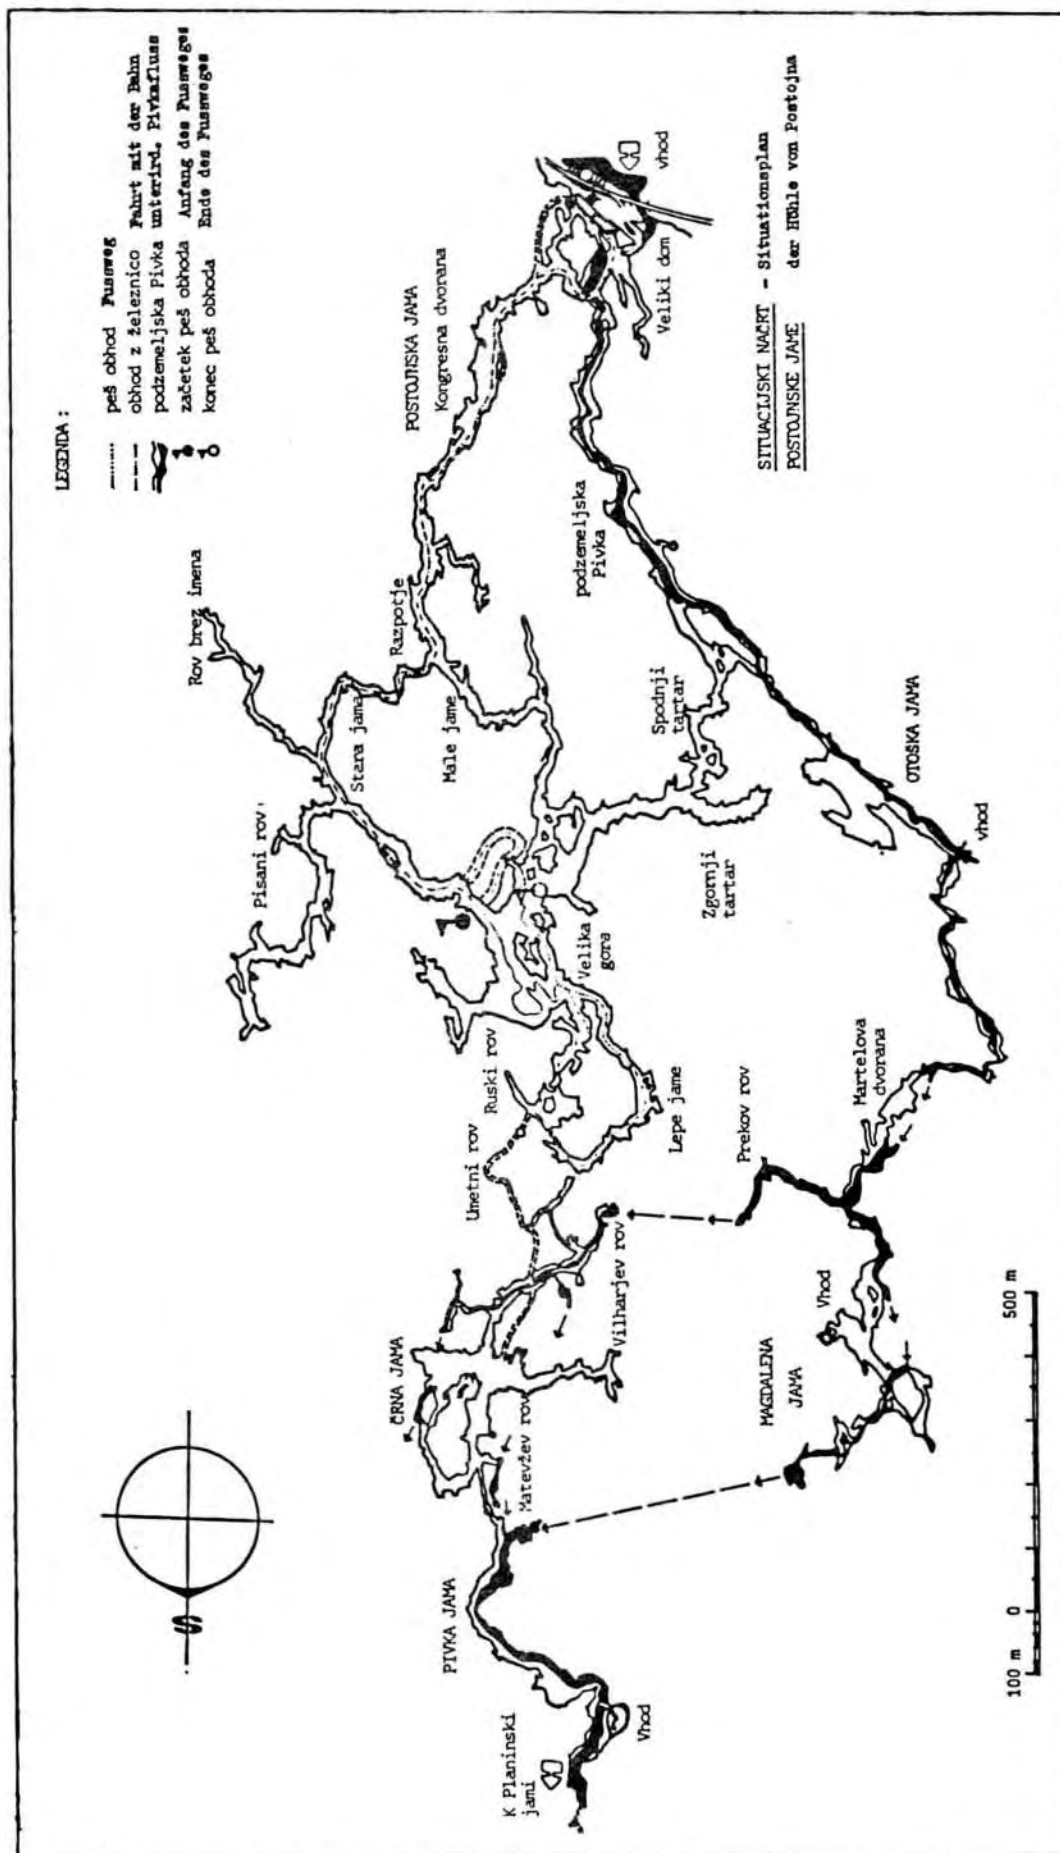 LEGENDA :
peš obhod Fussweg
obhod z železnico Fahrt mit der Bahn
podzemeljska Pivka unterird. Pivkafluss
začetek peš obhoda Anfang des Fussweges
konec peš obhoda Ende des Fussweges
S
K Planinski
jami
Vhod
PIVKA JAMA
Matevžev rov
ČRNA JAMA
Vilharjev rov
Umetni rov
Ruski rov
Lepe jame
Velika
gora
Pisani rov
Stara jama
Rov brez imena
Male jame
Razpotje
POSTOJNSKA JAMA
Kongresna dvorana
vhod
Veliki dom
podzemeljska
Pivka
Spodnji
tartar
Zgornji
tartar
OTOŠKA JAMA
vhod
Martelova
dvorana
Prekov rov
Vhod
MAGDALENA
JAMA
SITUACIJSKI NAČRT - Situationsplan
POSTOJNSKE JAME der Höhle von Postojna
100 m 0 500 m